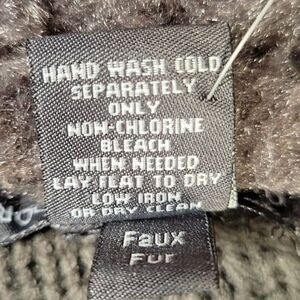 HAND WASH COLD
SEPARATELY
ONLY
NON-CHLORINE
BLEACH
WHEN NEEDED
LAY FLAT TO DRY
LOW IRON
OR DRY CLEAN
Faux
Fur